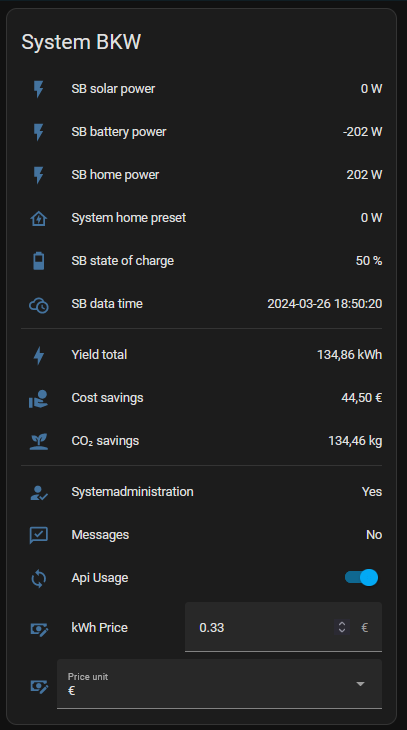 System BKW
SB solar power 0 W
SB battery power -202 W
SB home power 202 W
System home preset 0 W
SB state of charge 50 %
SB data time 2024-03-26 18:50:20
Yield total 134,86 kWh
Cost savings 44,50 €
CO₂ savings 134,46 kg
Systemadministration Yes
Messages No
Api Usage
kWh Price 0.33 €
Price unit
€